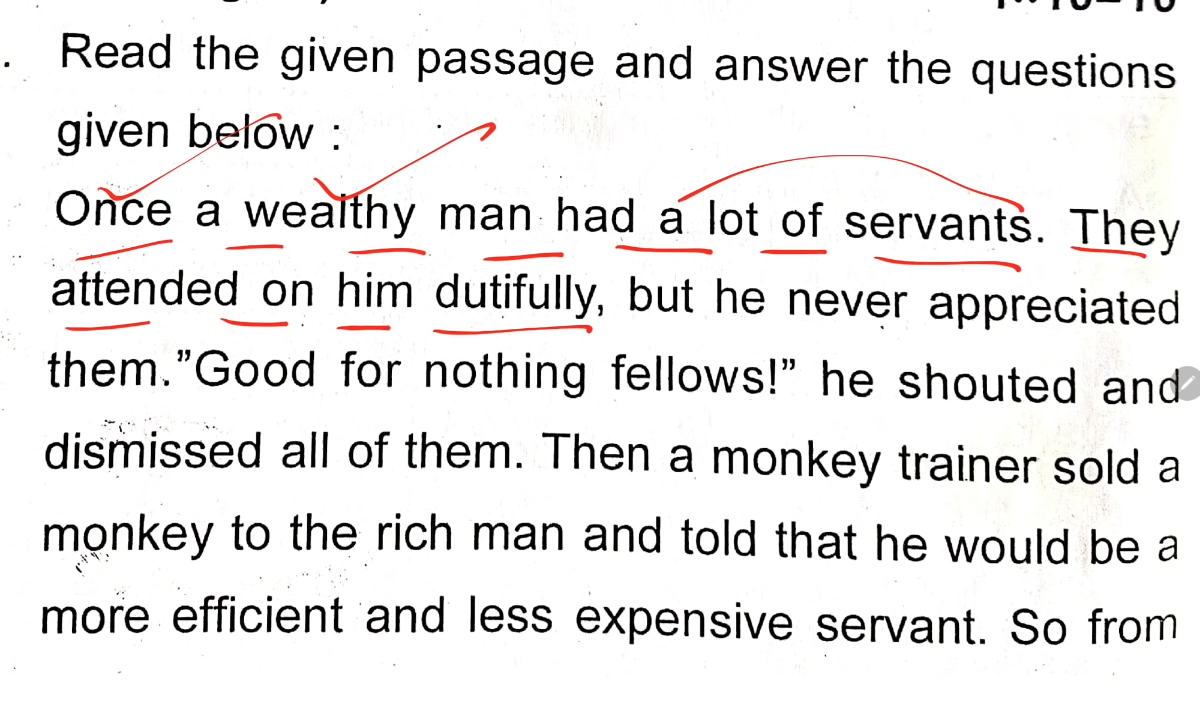 . Read the given passage and answer the questions
given below :
Once a wealthy man had a lot of servants. They
attended on him dutifully, but he never appreciated
them.”Good for nothing fellows!” he shouted and
dismissed all of them. Then a monkey trainer sold a
monkey to the rich man and told that he would be a
more efficient and less expensive servant. So from